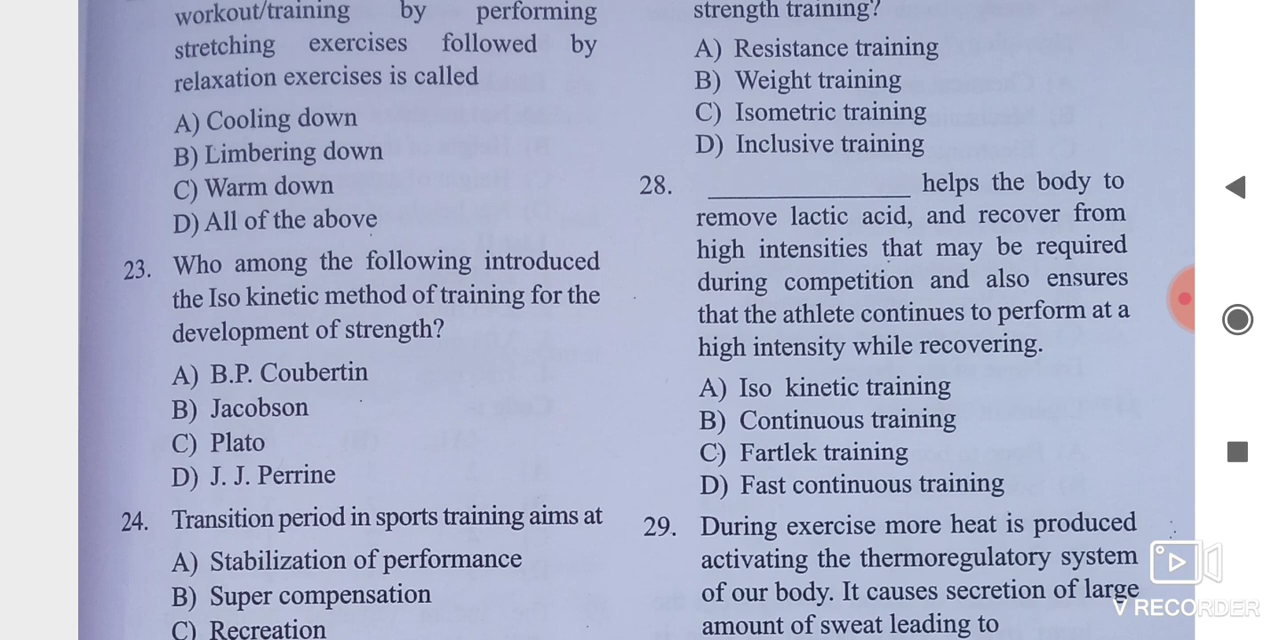 workout/training by performing
stretching exercises followed by
relaxation exercises is called
A) Cooling down
B) Limbering down
C) Warm down
D) All of the above
23. Who among the following introduced
the Iso kinetic method of training for the
development of strength?
A) B.P. Coubertin
B) Jacobson
C) Plato
D) J. J. Perrine
24. Transition period in sports training aims at
A) Stabilization of performance
B) Super compensation
C) Recreation
strength training?
A) Resistance training
B) Weight training
C) Isometric training
D) Inclusive training
28. ____________ helps the body to
remove lactic acid, and recover from
high intensities that may be required
during competition and also ensures
that the athlete continues to perform at a
high intensity while recovering.
A) Iso kinetic training
B) Continuous training
C) Fartlek training
D) Fast continuous training
29. During exercise more heat is produced
activating the thermoregulatory system
of our body. It causes secretion of large
amount of sweat leading to
V RECORDER